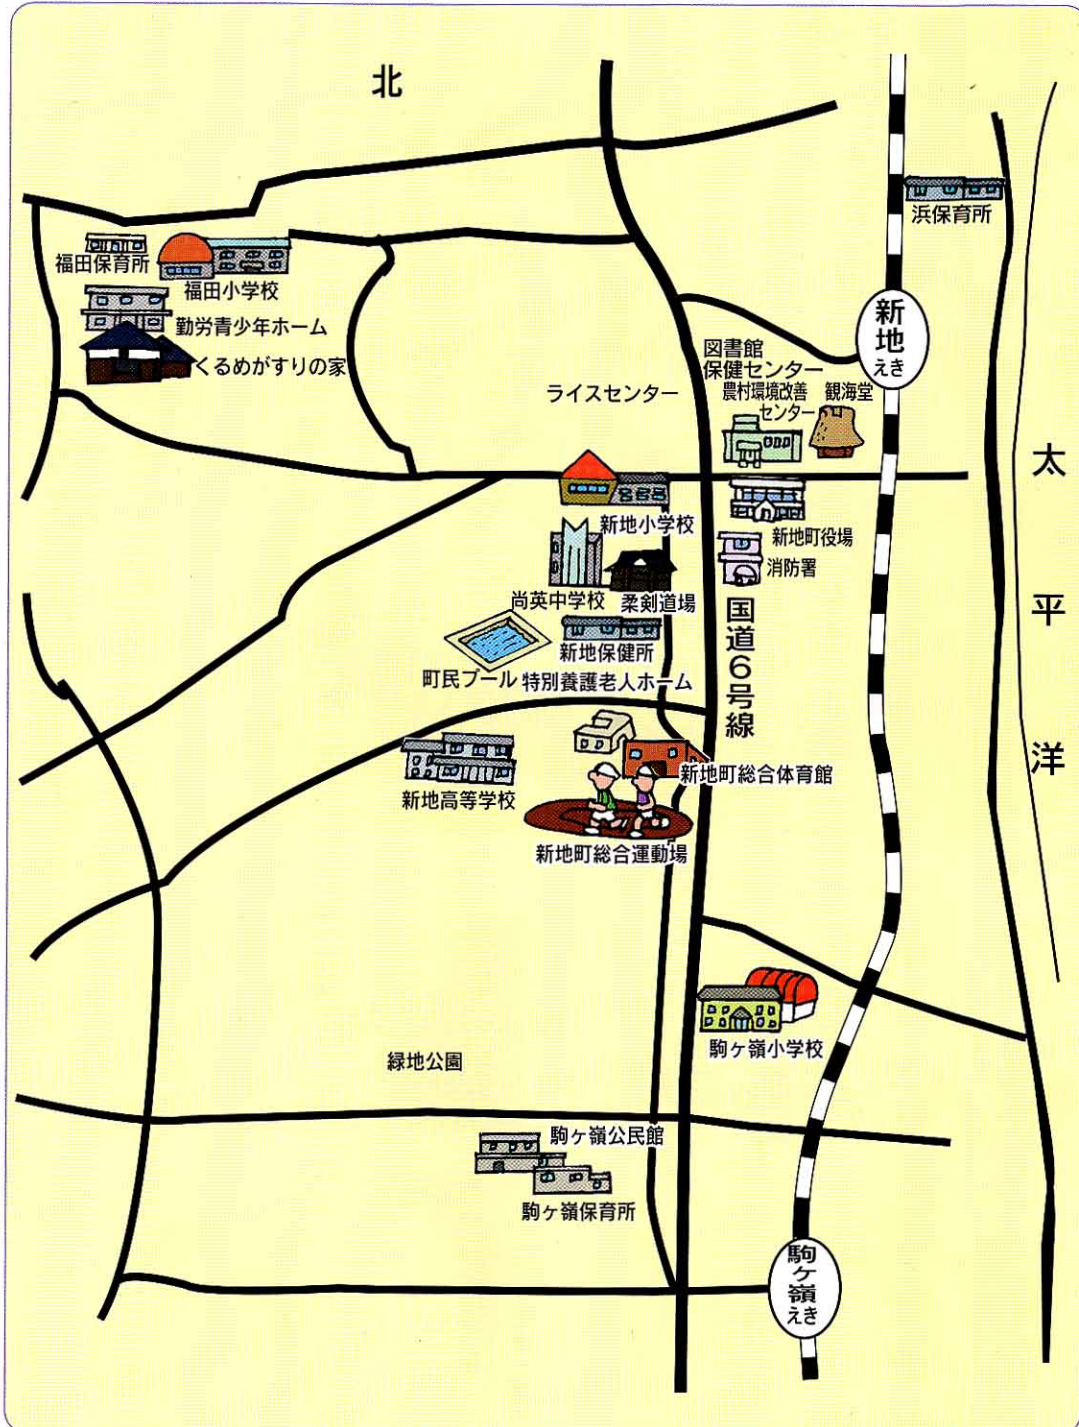 北
浜保育所
福田保育所
福田小学校
勤労青少年ホーム
くるめがすりの家
新地えき
図書館
保健センター
農村環境改善
センター
観海堂
ライスセンター
太平洋
新地小学校
新地町役場
消防署
尚英中学校
柔剣道場
国道6号線
新地保健所
町民プール
特別養護老人ホーム
新地高等学校
新地町総合体育館
新地町総合運動場
駒ヶ嶺小学校
緑地公園
駒ヶ嶺公民館
駒ヶ嶺保育所
駒ヶ嶺えき